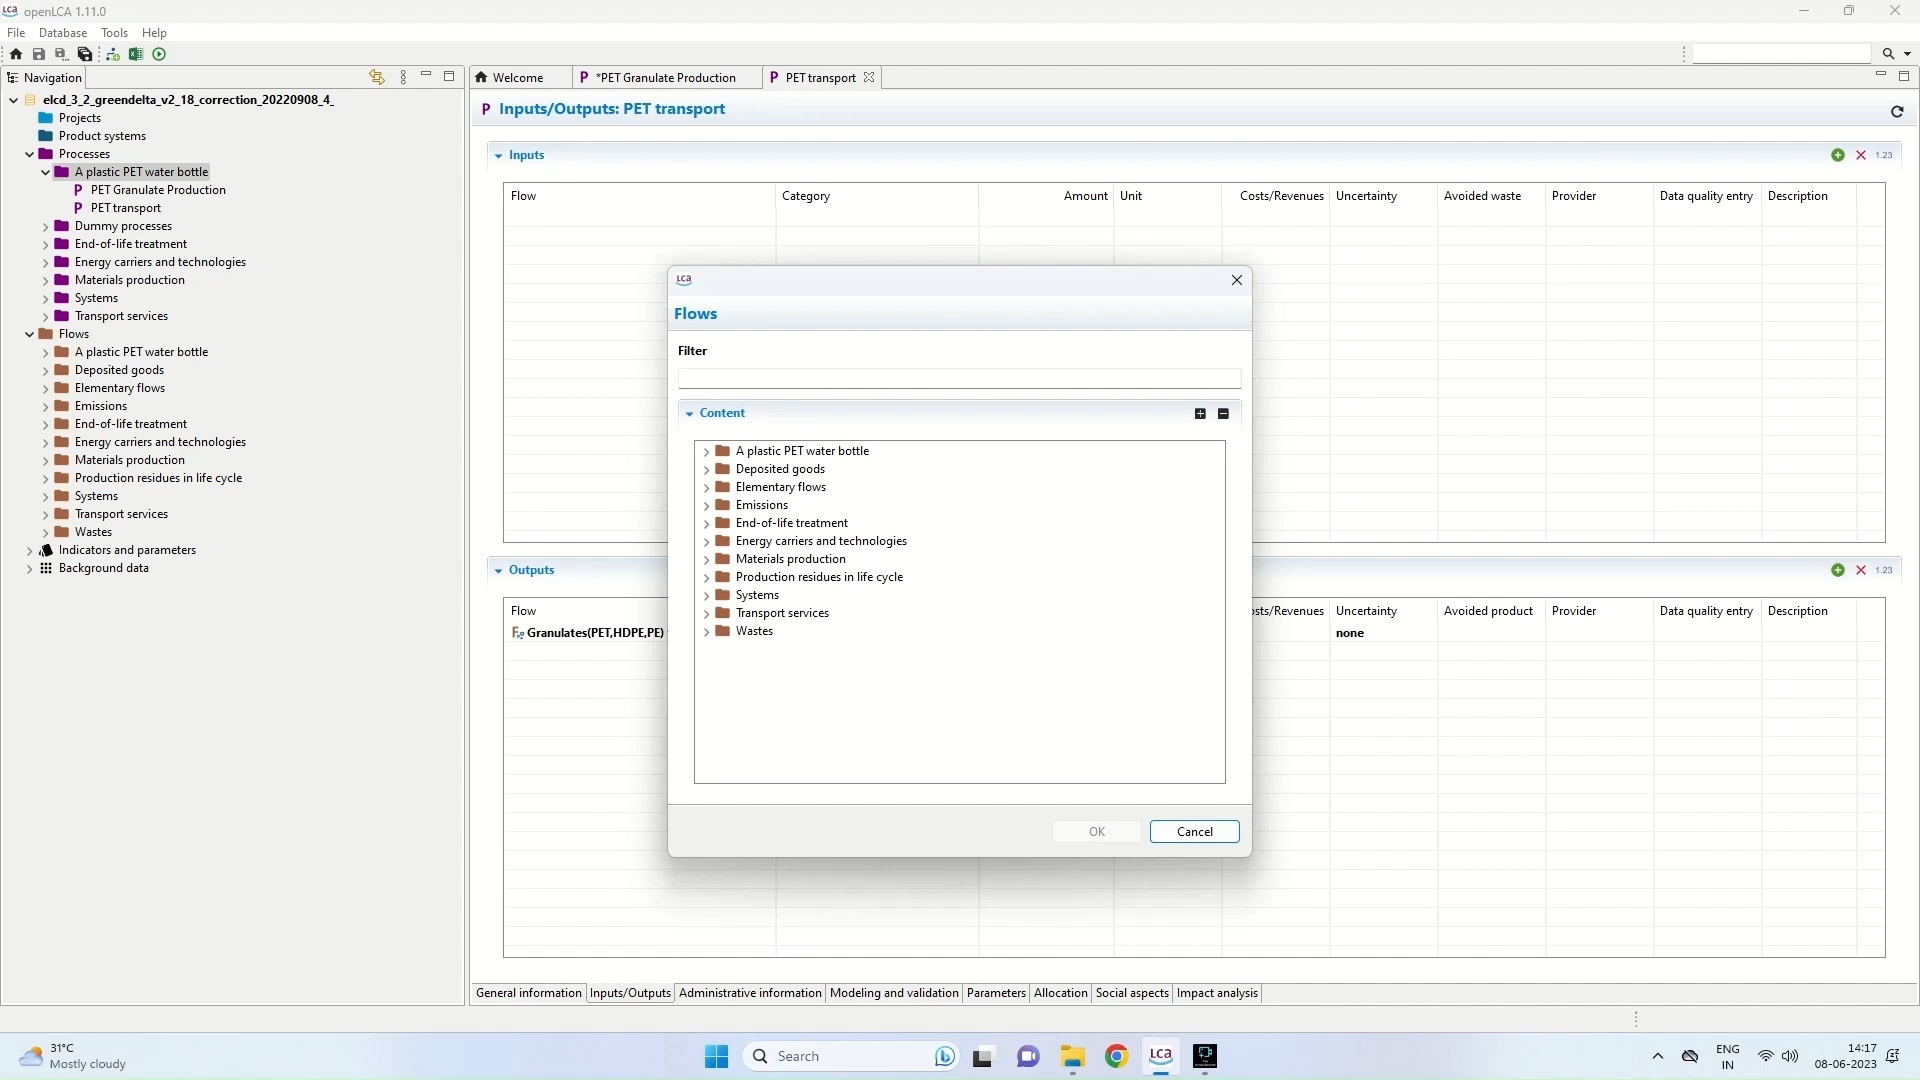 LCA openLCA 1.11.0
File Database Tools Help
Navigation
Welcome *PET Granulate Production PET transport
elcd_3_2_greendelta_v2_18_correction_20220908_4_
Projects
Product systems
Processes
A plastic PET water bottle
P PET Granulate Production
P PET transport
Dummy processes
End-of-life treatment
Energy carriers and technologies
Materials production
Systems
Transport services
Flows
A plastic PET water bottle
Deposited goods
Elementary flows
Emissions
End-of-life treatment
Energy carriers and technologies
Materials production
Production residues in life cycle
Systems
Transport services
Wastes
Indicators and parameters
Background data
P Inputs/Outputs: PET transport
Inputs 1.23
Flow Category Amount Unit Costs/Revenues Uncertainty Avoided waste Provider Data quality entry Description
LCA
Flows
Filter
Content
A plastic PET water bottle
Deposited goods
Elementary flows
Emissions
End-of-life treatment
Energy carriers and technologies
Materials production
Production residues in life cycle
Systems
Transport services
Wastes
OK Cancel
Outputs 1.23
Flow osts/Revenues Uncertainty Avoided product Provider Data quality entry Description
Granulates(PET,HDPE,PE) none
General information Inputs/Outputs Administrative information Modeling and validation Parameters Allocation Social aspects Impact analysis
31°C
Mostly cloudy
Search
LCA
ENG
IN
14:17
08-06-2023